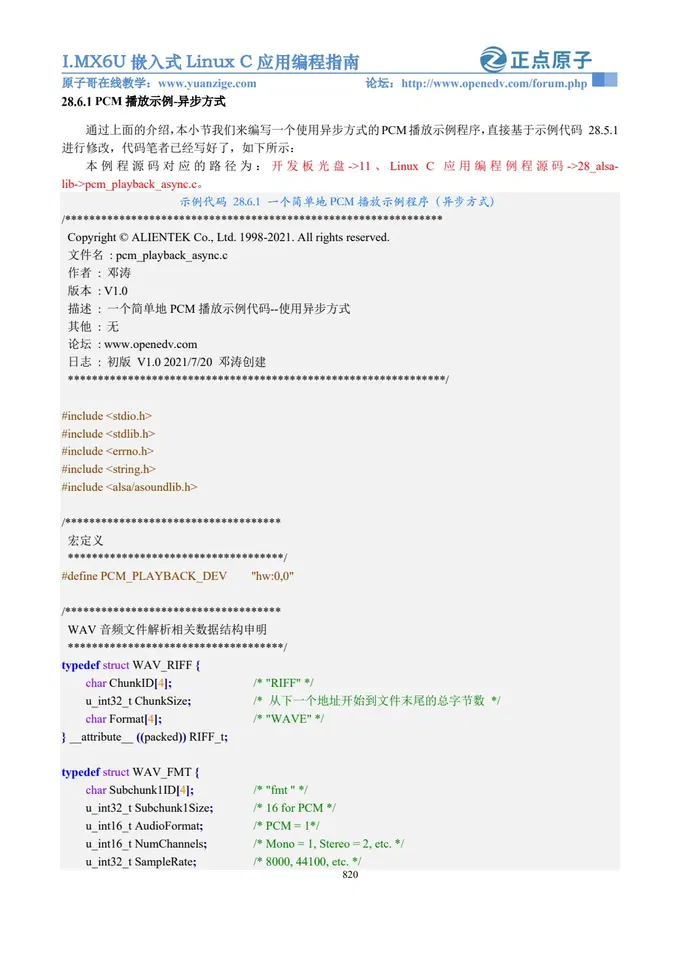 I.MX6U 嵌入式 Linux C 应用编程指南
正点原子
原子哥在线教学：www.yuanzige.com
论坛：http://www.openedv.com/forum.php
28.6.1 PCM 播放示例-异步方式
通过上面的介绍，本小节我们来编写一个使用异步方式的PCM播放示例程序，直接基于示例代码 28.5.1
进行修改，代码笔者已经写好了，如下所示：
本例程源码对应的路径为：开发板光盘->11、Linux C 应用编程例程源码->28_alsa-
lib->pcm_playback_async.c。
示例代码 28.6.1 一个简单地 PCM 播放示例程序（异步方式）
/***************************************************************
Copyright © ALIENTEK Co., Ltd. 1998-2021. All rights reserved.
文件名 : pcm_playback_async.c
作者 : 邓涛
版本 : V1.0
描述 : 一个简单地 PCM 播放示例代码--使用异步方式
其他 : 无
论坛 : www.openedv.com
日志 : 初版 V1.0 2021/7/20 邓涛创建
***************************************************************/
#include <stdio.h>
#include <stdlib.h>
#include <errno.h>
#include <string.h>
#include <alsa/asoundlib.h>
/************************************
宏定义
************************************/
#define PCM_PLAYBACK_DEV "hw:0,0"
/************************************
WAV 音频文件解析相关数据结构申明
************************************/
typedef struct WAV_RIFF {
char ChunkID[4]; /* "RIFF" */
u_int32_t ChunkSize; /* 从下一个地址开始到文件末尾的总字节数 */
char Format[4]; /* "WAVE" */
} __attribute__ ((packed)) RIFF_t;
typedef struct WAV_FMT {
char Subchunk1ID[4]; /* "fmt " */
u_int32_t Subchunk1Size; /* 16 for PCM */
u_int16_t AudioFormat; /* PCM = 1*/
u_int16_t NumChannels; /* Mono = 1, Stereo = 2, etc. */
u_int32_t SampleRate; /* 8000, 44100, etc. */
820